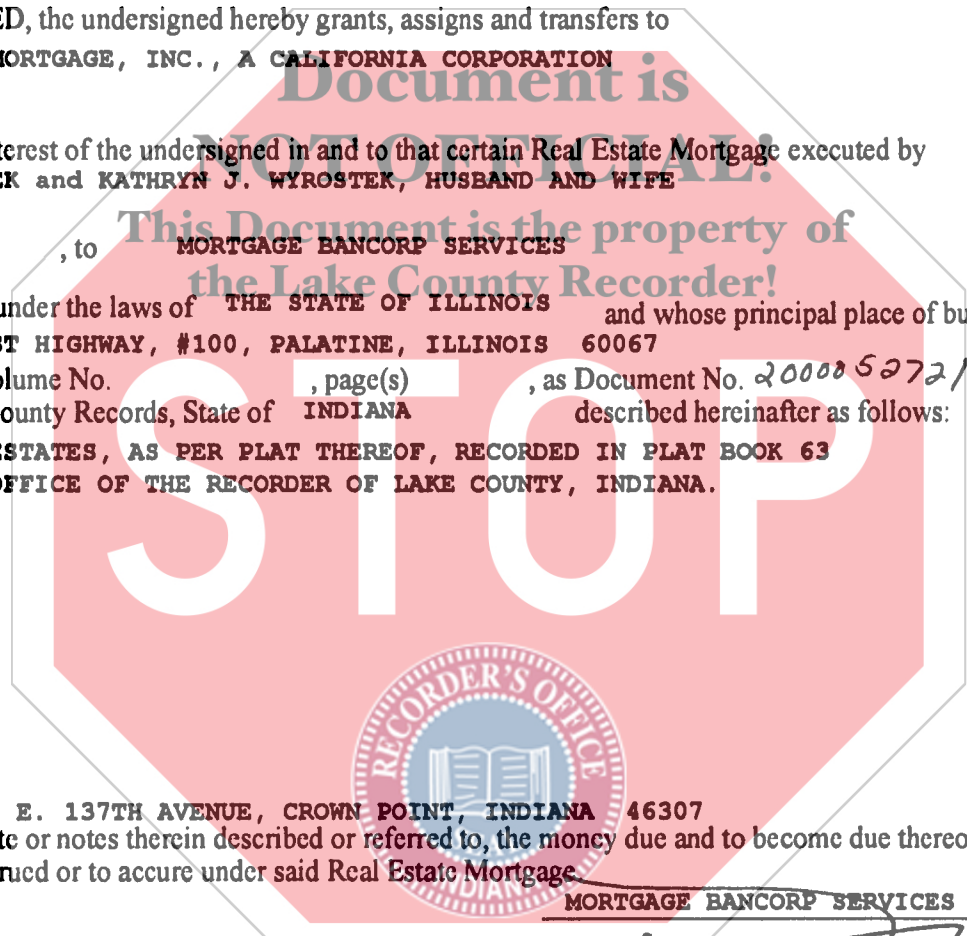 ED, the undersigned hereby grants, assigns and transfers to
MORTGAGE, INC., A CALIFORNIA CORPORATION
Document is
NOT OFFICIAL!
terest of the undersigned in and to that certain Real Estate Mortgage executed by
EK and KATHRYN J. WYROSTEK, HUSBAND AND WIFE
This Document is the property of
, to MORTGAGE BANCORP SERVICES
the Lake County Recorder!
under the laws of THE STATE OF ILLINOIS and whose principal place of bu
ST HIGHWAY, #100, PALATINE, ILLINOIS 60067
lume No. , page(s) , as Document No. 2000052721
ounty Records, State of INDIANA described hereinafter as follows:
ESTATES, AS PER PLAT THEREOF, RECORDED IN PLAT BOOK 63
OFFICE OF THE RECORDER OF LAKE COUNTY, INDIANA.
STOP
RECORDER'S OFFICE
E. 137TH AVENUE, CROWN POINT, INDIANA 46307
te or notes therein described or referred to, the money due and to become due thereo
rued or to accure under said Real Estate Mortgage.
SEAL
INDIANA
MORTGAGE BANCORP SERVICES